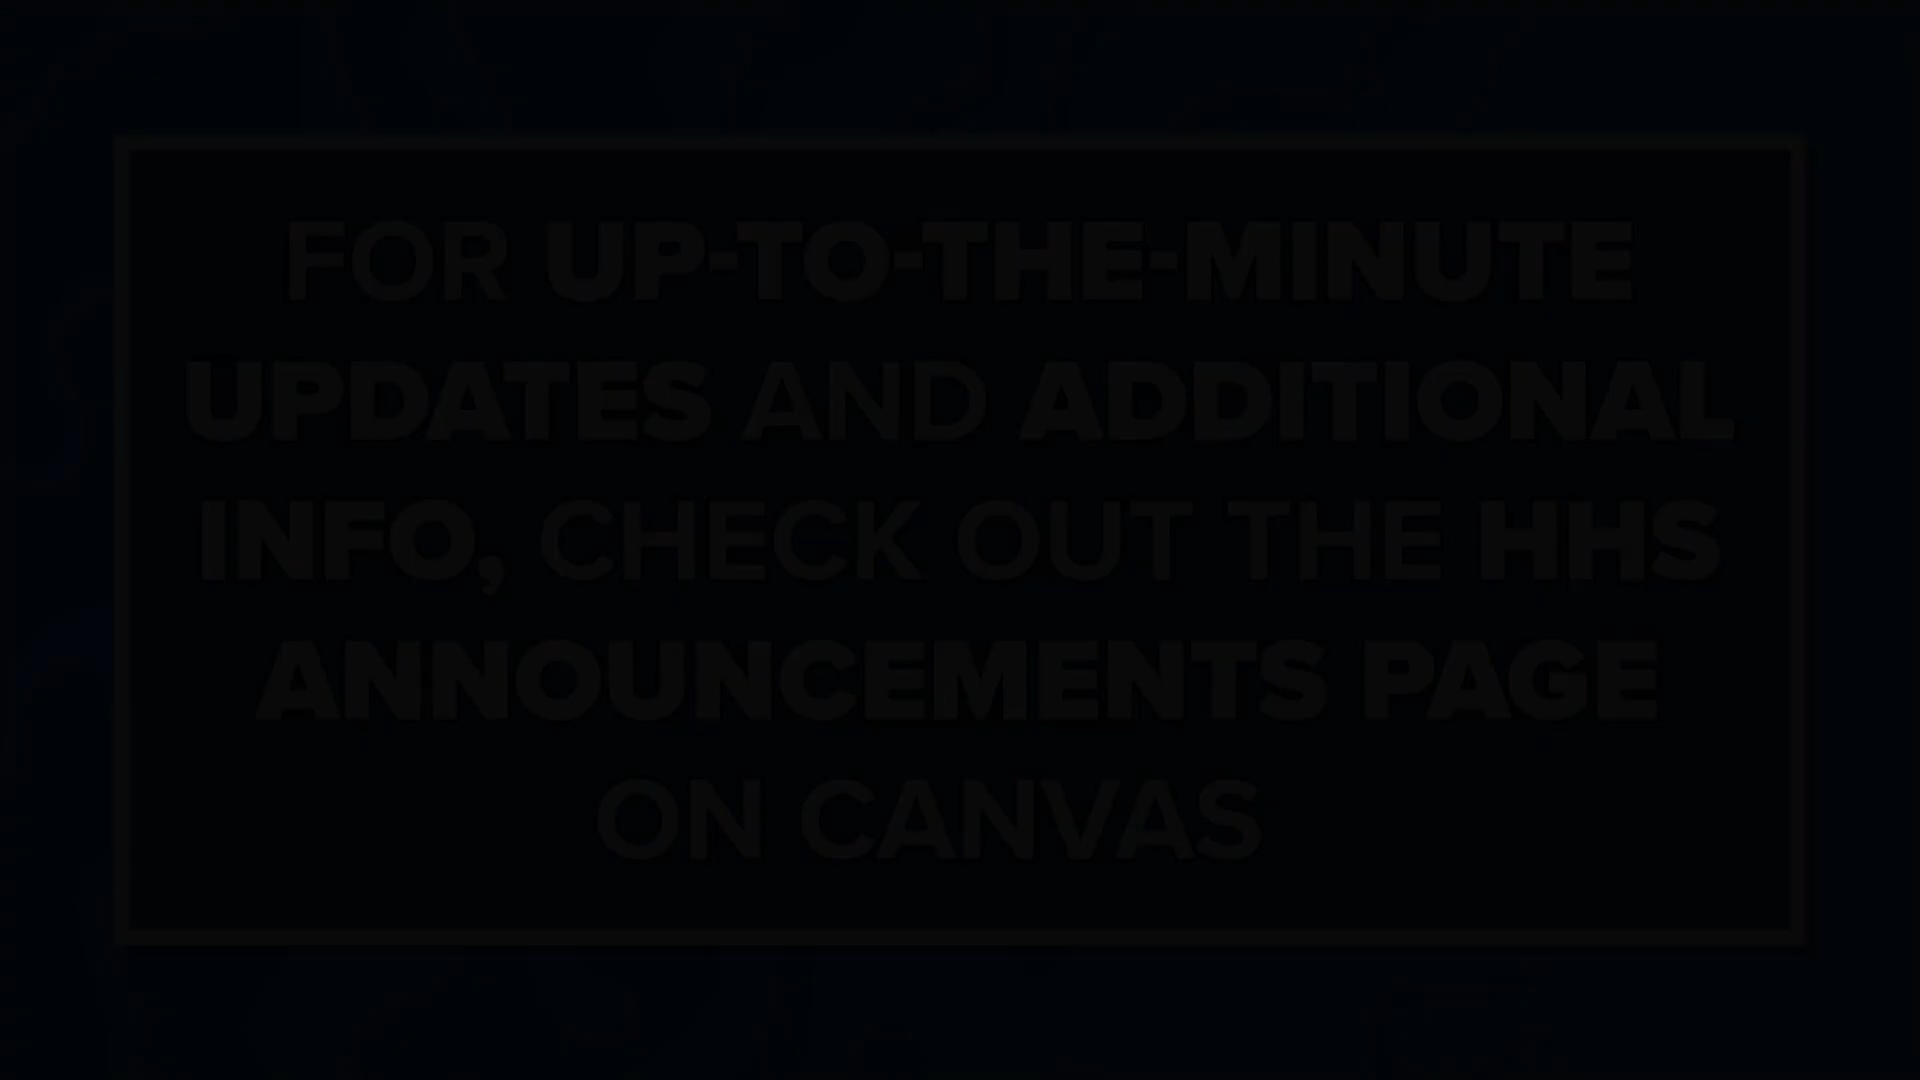 FOR UP-TO-THE-MINUTE
UPDATES AND ADDITIONAL
INFO, CHECK OUT THE HHS
ANNOUNCEMENTS PAGE
ON CANVAS